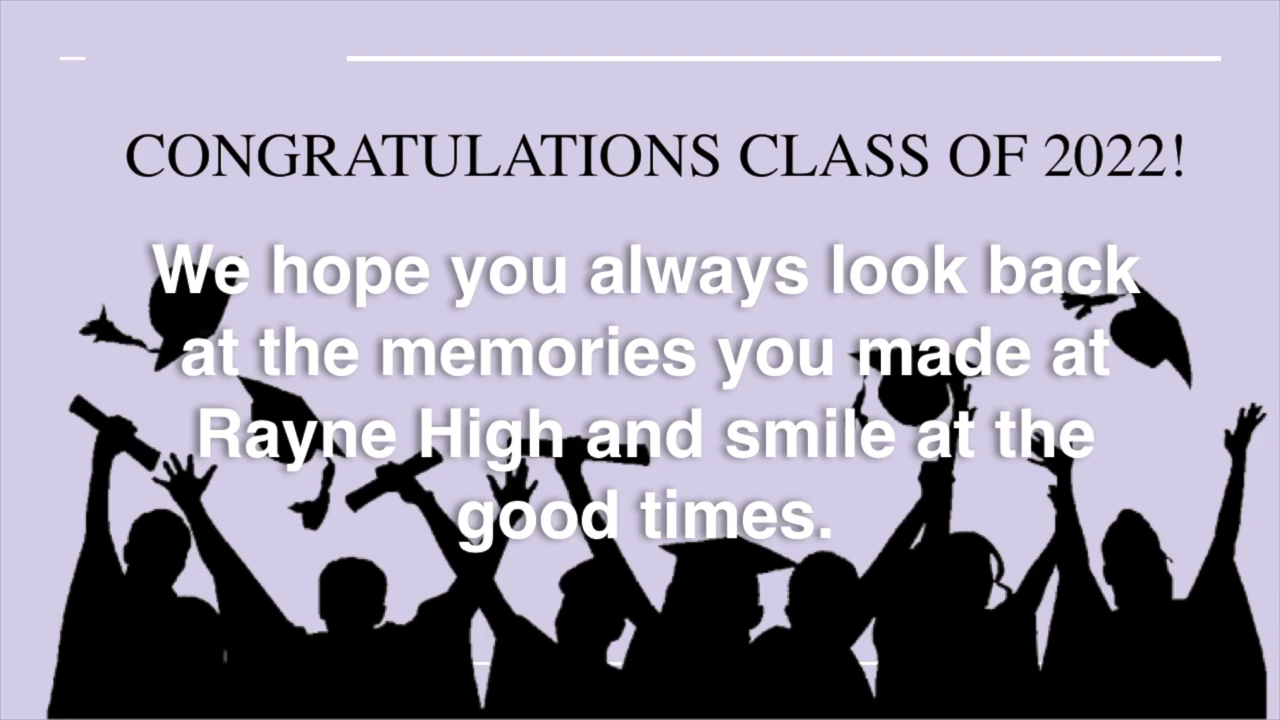 CONGRATULATIONS CLASS OF 2022!
We hope you always look back
at the memories you made at
Rayne High and smile at the
good times.